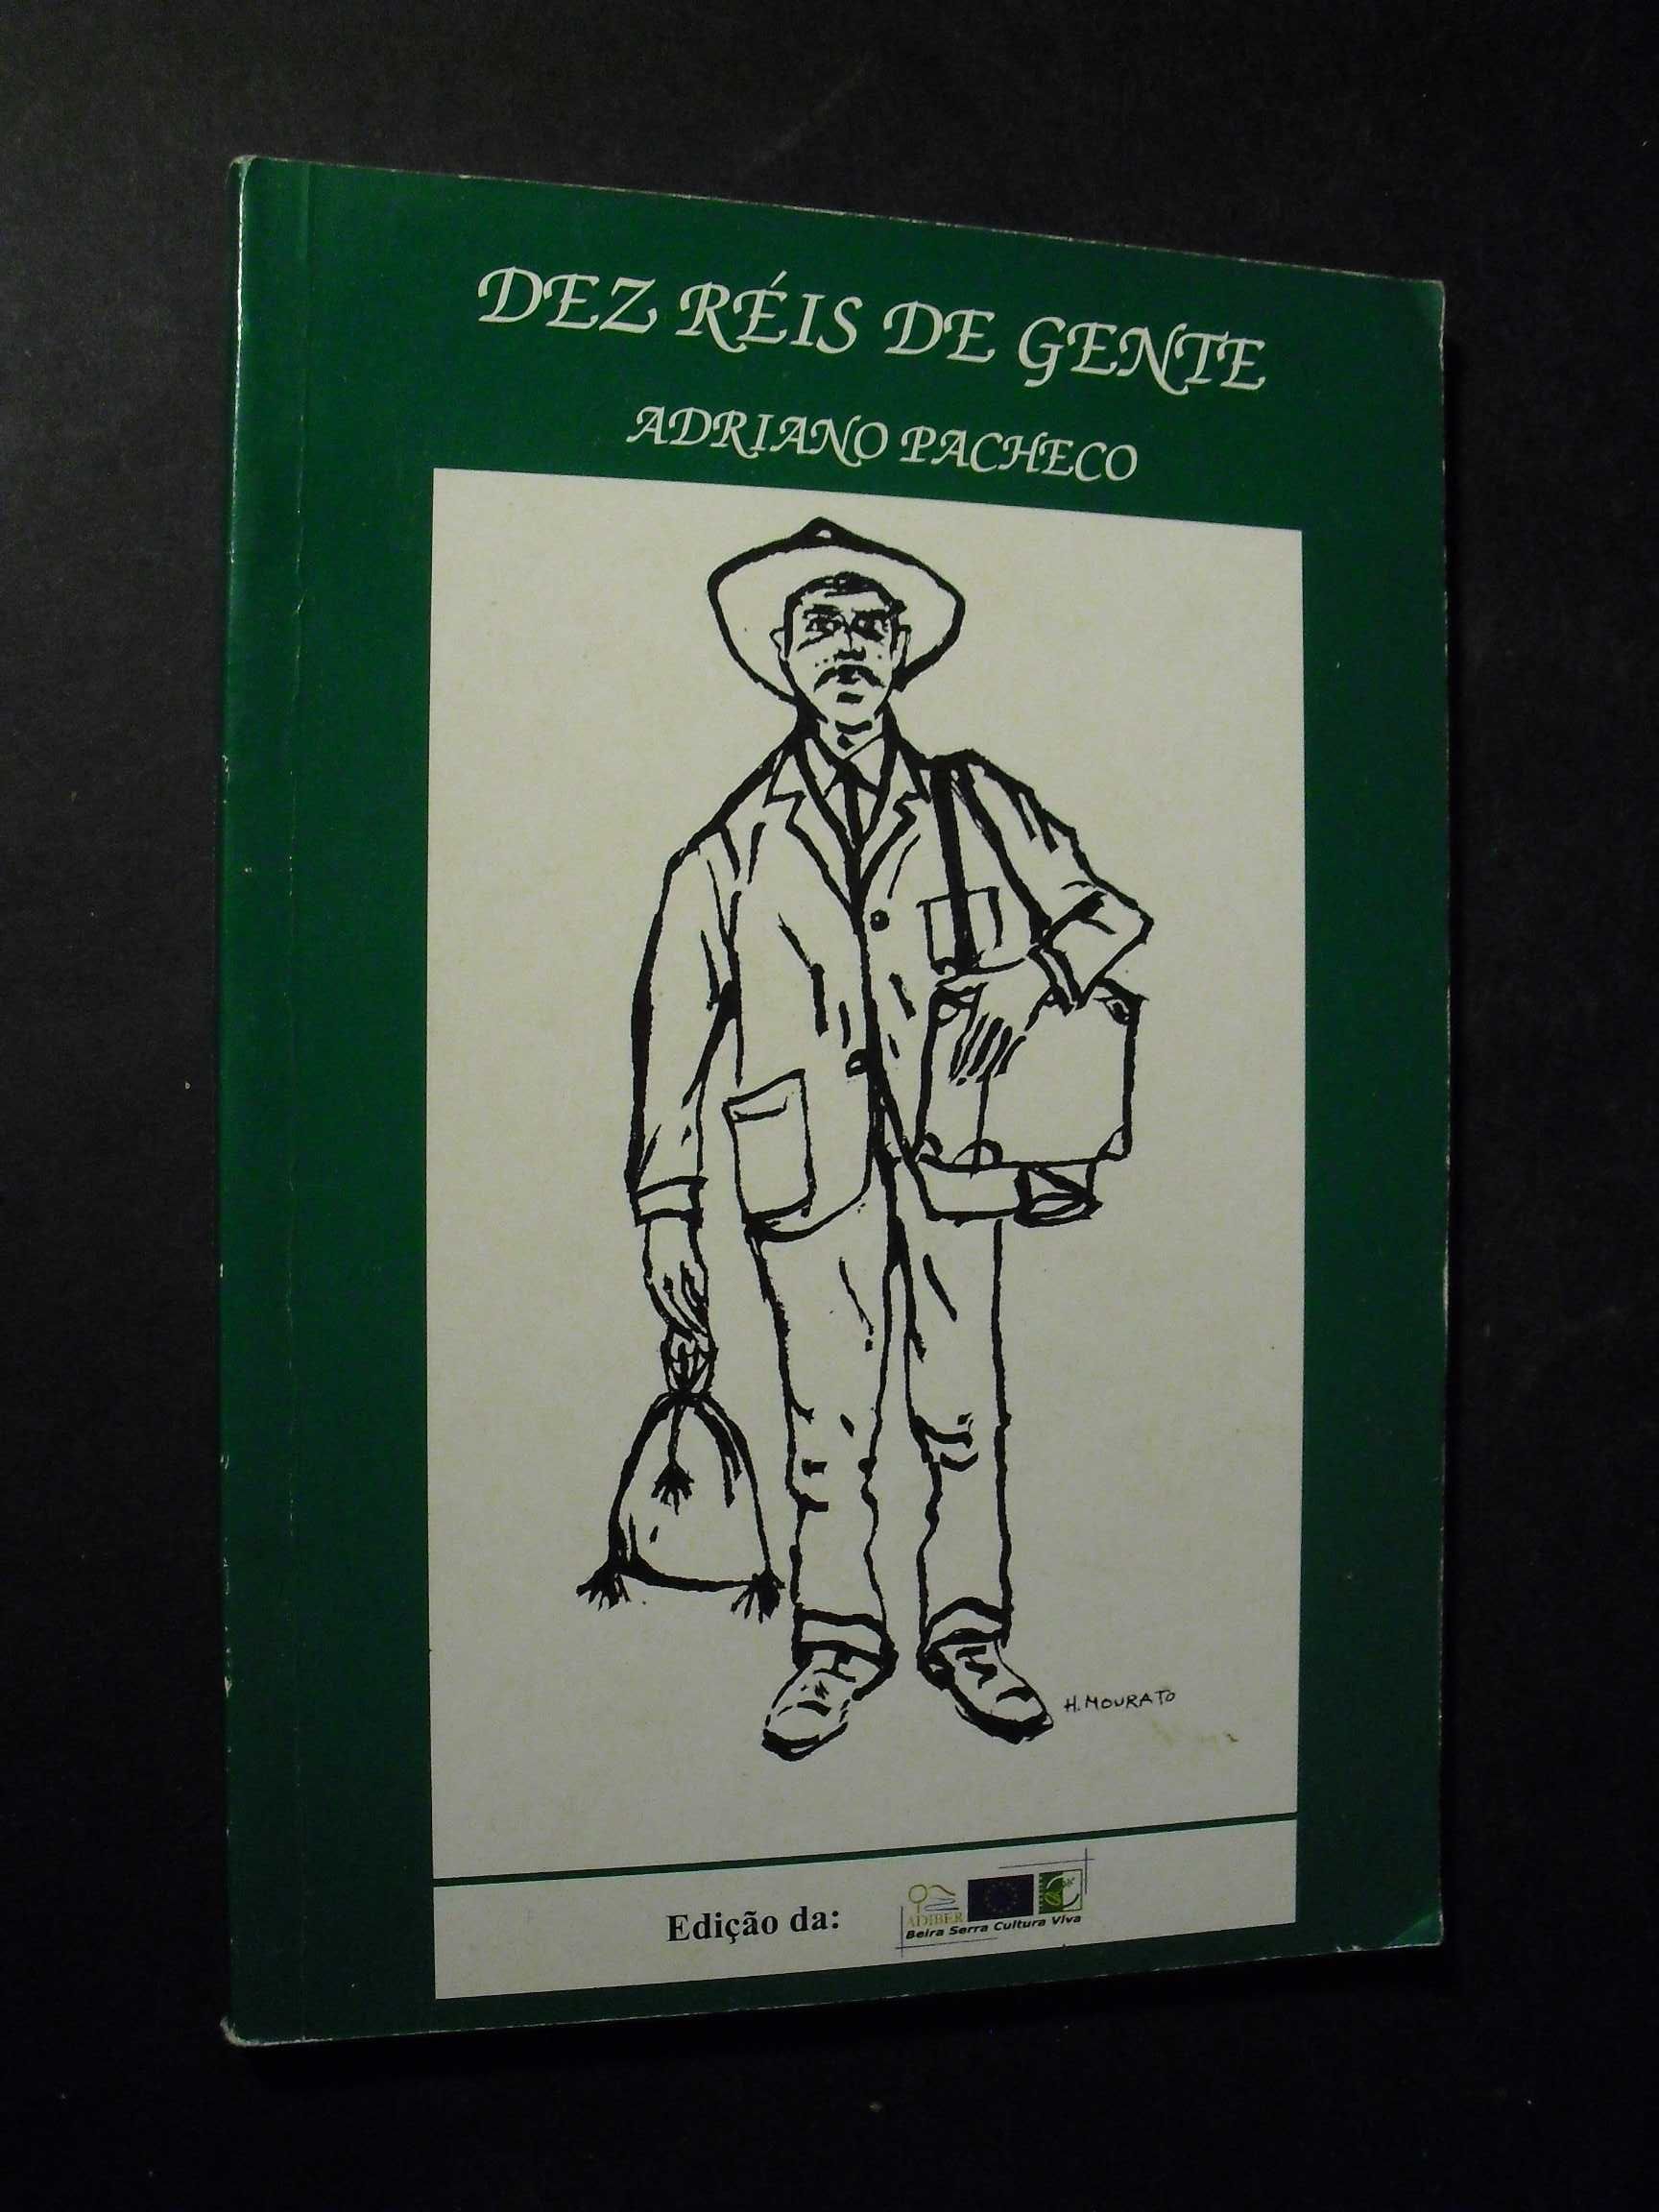 DEZ RÉIS DE GENTE
ADRIANO PACHECO
H. MOURATO
Edição da:
ADIBER
Beira Serra Cultura Viva